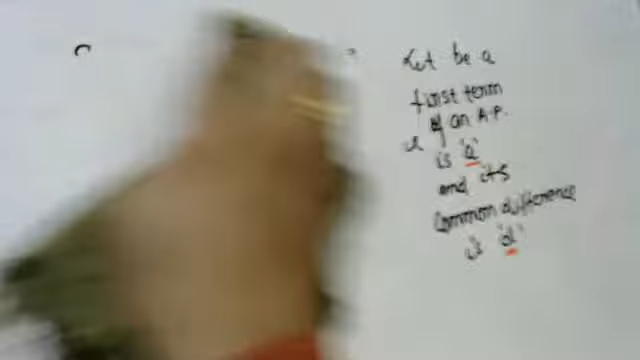 Let be a
first term
of an A.P.
is 'a'
and its
Common difference
is 'd'